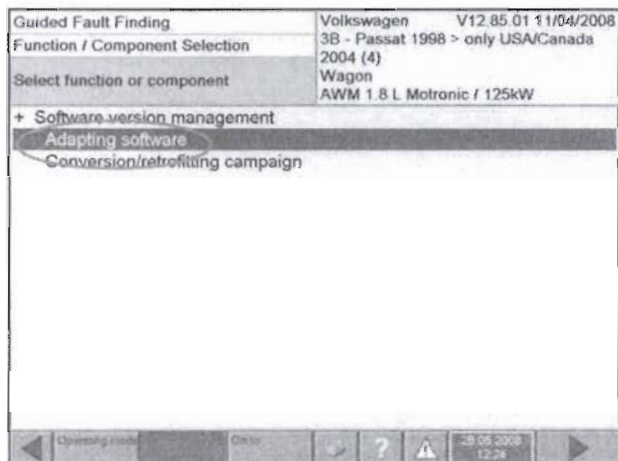 Guided Fault Finding
Function / Component Selection
Select function or component
Volkswagen V12.85.01 11/04/2008
3B - Passat 1998 > only USA/Canada
2004 (4)
Wagon
AWM 1.8 L Motronic / 125kW
+ Software version management
Adapting software
Conversion/retrofitting campaign
Operating mode
Go to
?
28.05.2008
12:24